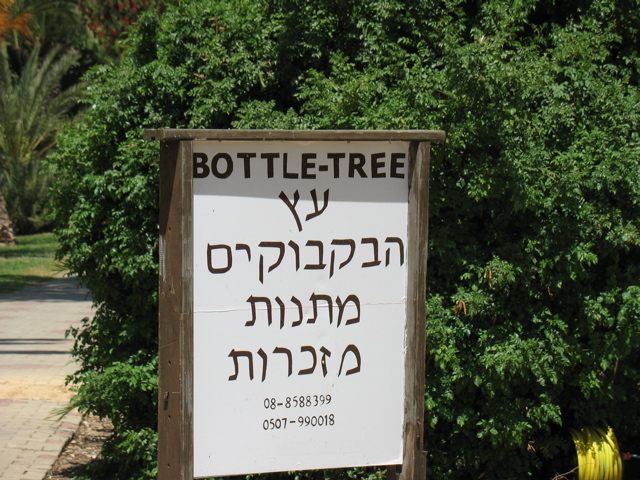 BOTTLE-TREE
עץ
הבקבוקים
מתנות
מזכרות
08-8588399
0507-990018